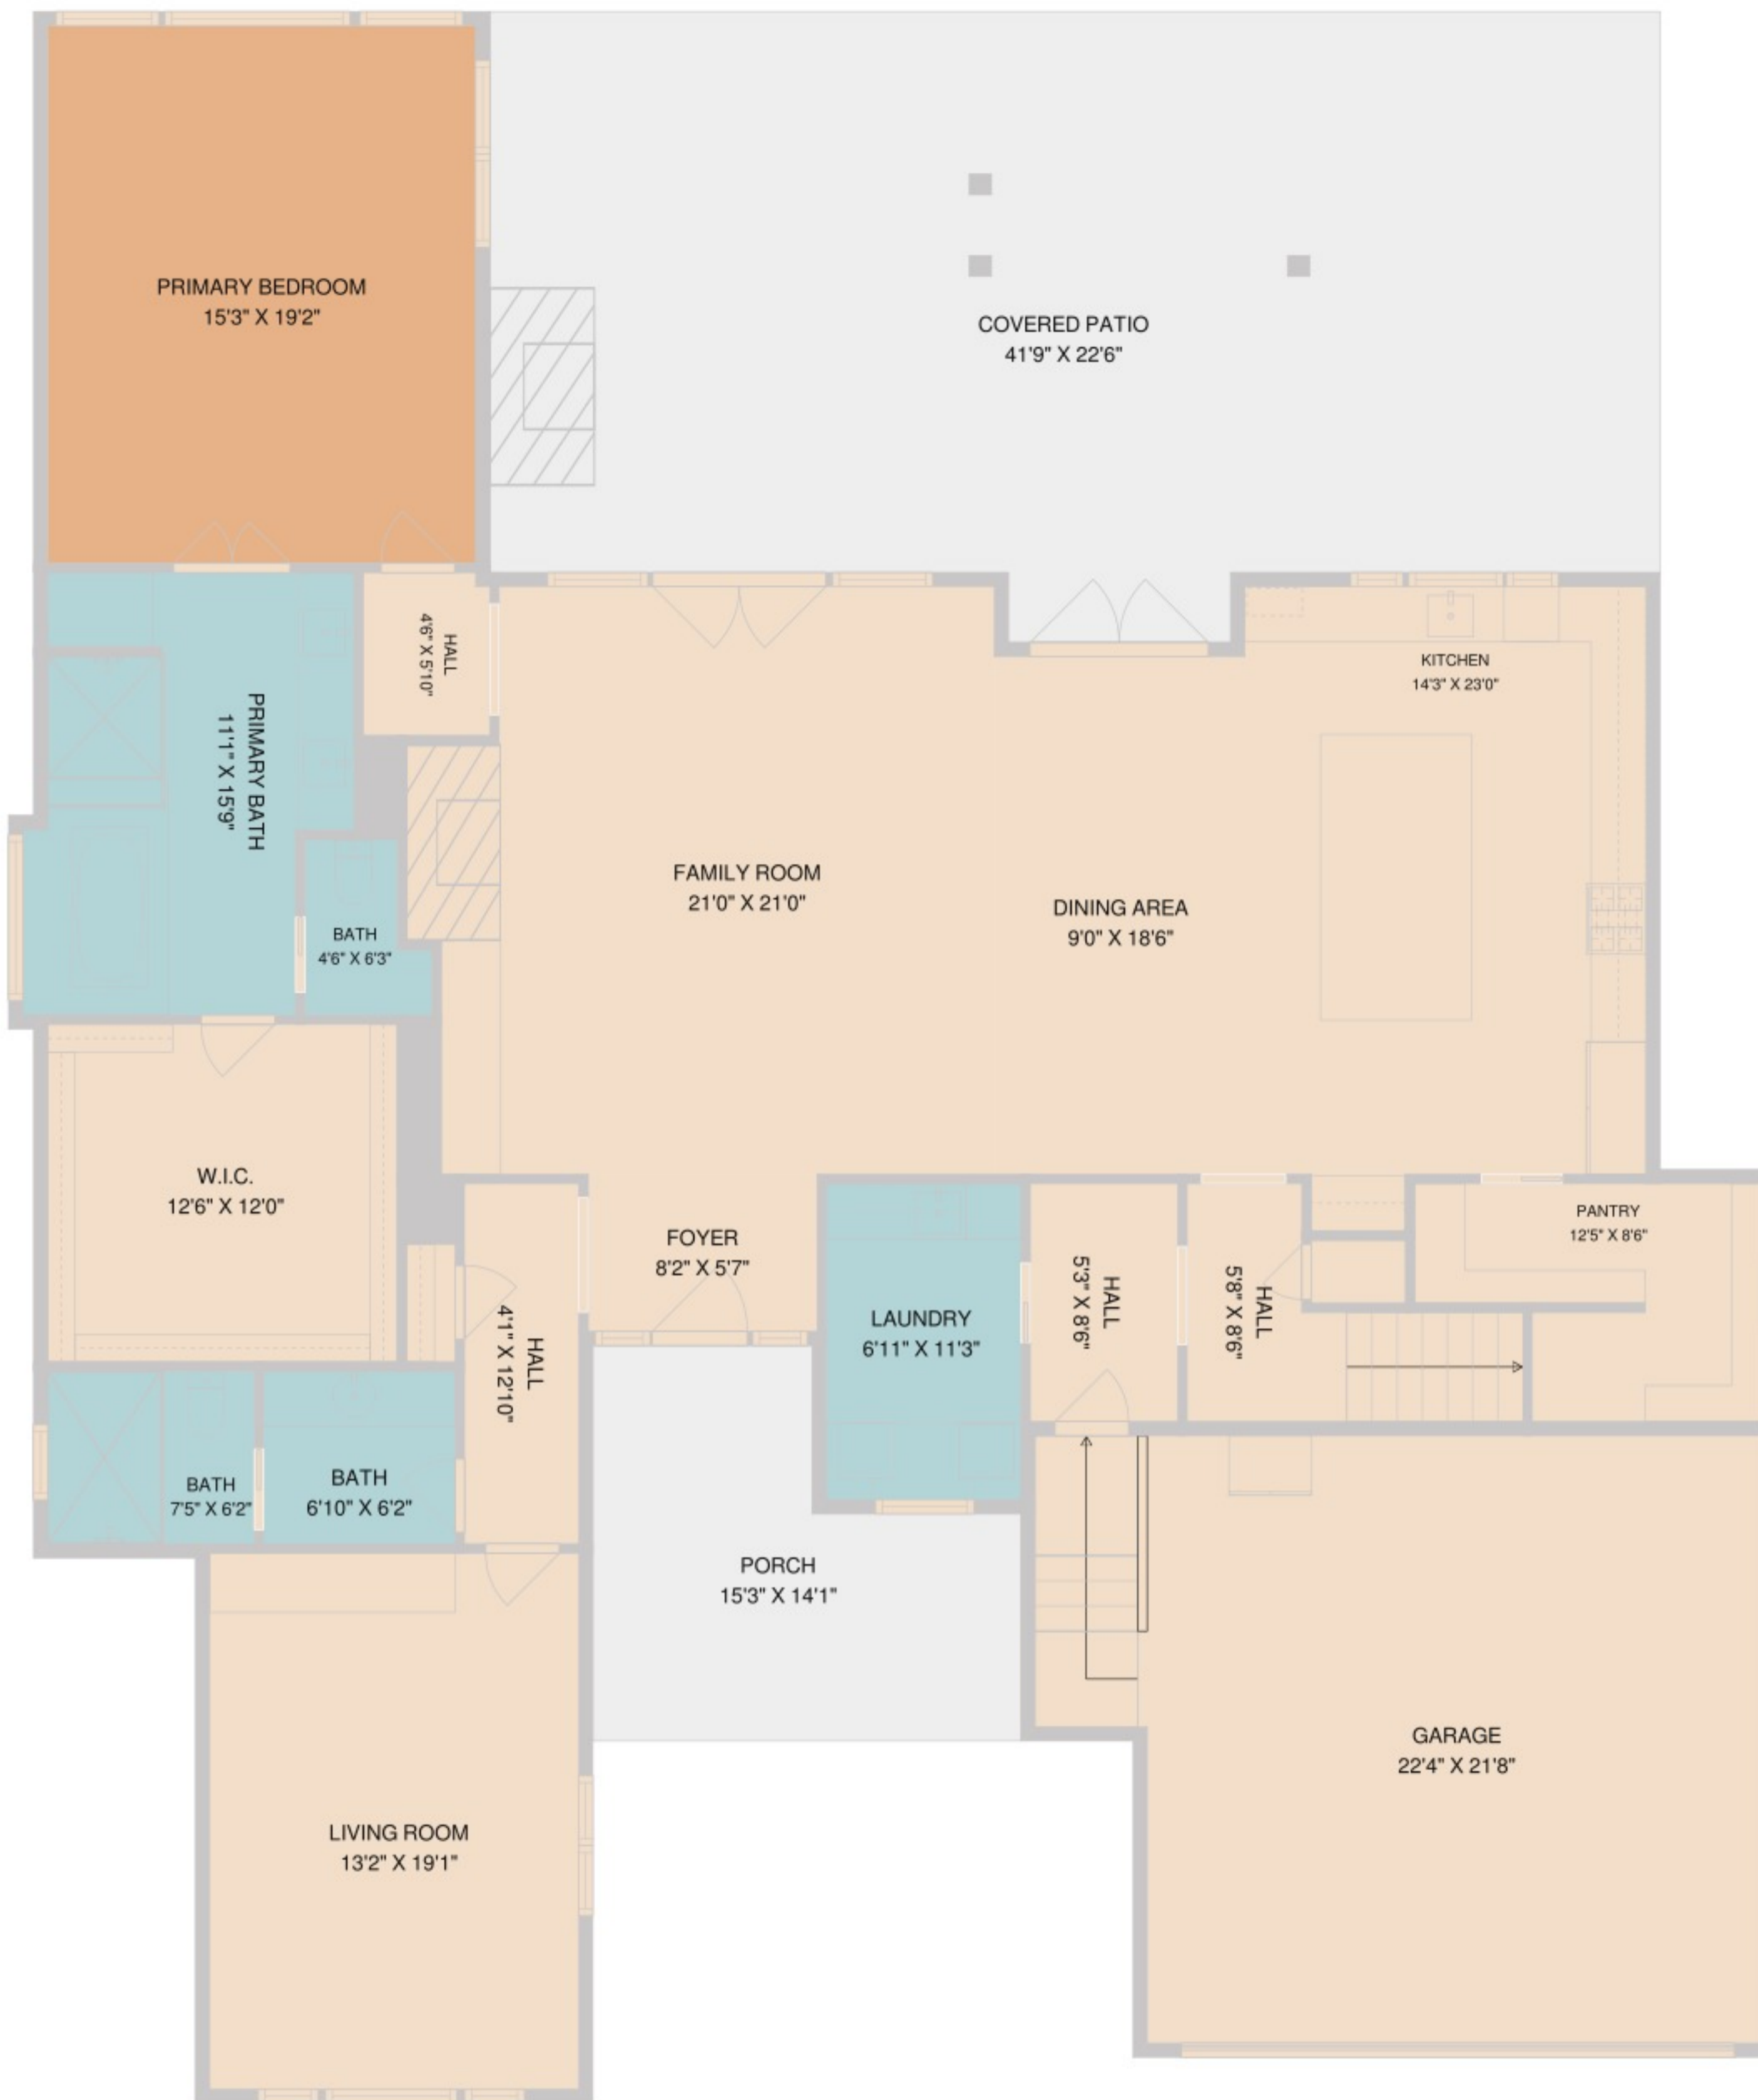 PRIMARY BEDROOM
15'3" X 19'2"
COVERED PATIO
41'9" X 22'6"
HALL
4'6" X 5'10"
KITCHEN
14'3" X 23'0"
PRIMARY BATH
11'1" X 15'9"
FAMILY ROOM
21'0" X 21'0"
DINING AREA
9'0" X 18'6"
BATH
4'6" X 6'3"
W.I.C.
12'6" X 12'0"
FOYER
8'2" X 5'7"
PANTRY
12'5" X 8'6"
HALL
5'3" X 8'6"
HALL
5'8" X 8'6"
LAUNDRY
6'11" X 11'3"
HALL
4'1" X 12'10"
BATH
7'5" X 6'2"
BATH
6'10" X 6'2"
PORCH
15'3" X 14'1"
GARAGE
22'4" X 21'8"
LIVING ROOM
13'2" X 19'1"